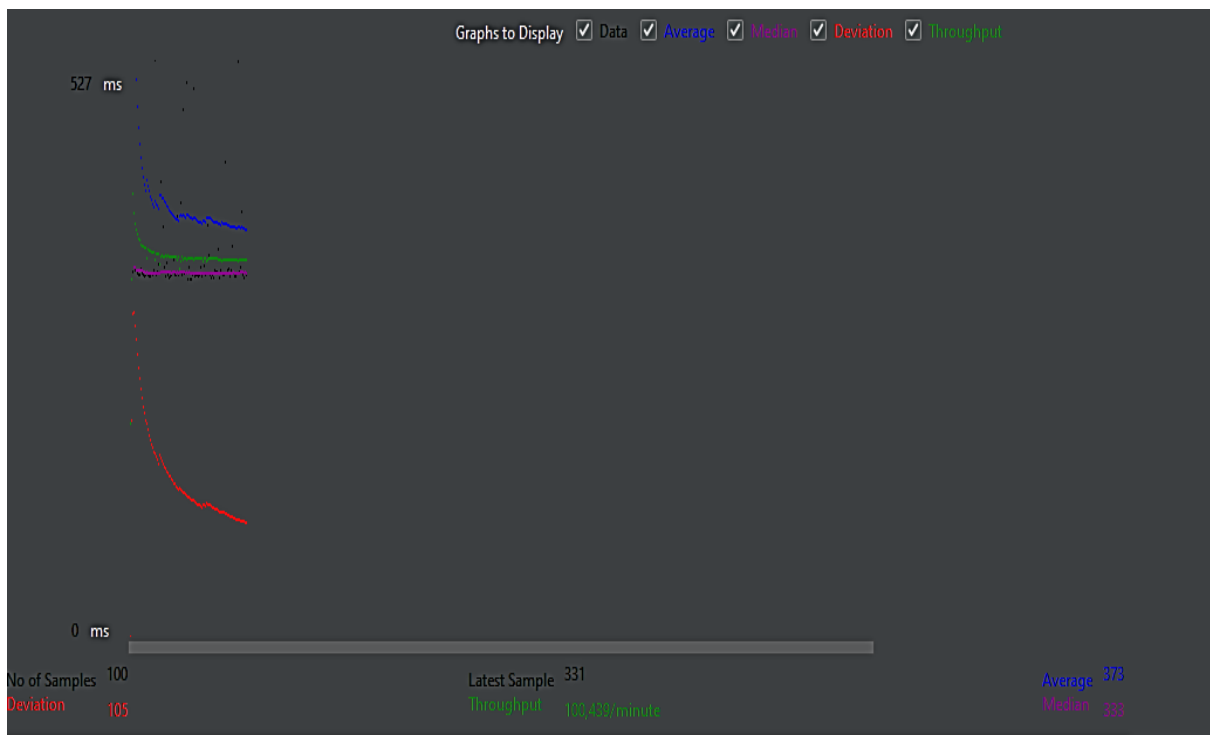 Graphs to Display Data Average Median Deviation Throughput
527 ms
0 ms
No of Samples 100 Latest Sample 331 Average 373
Deviation 105 Throughput 100,439/minute Median